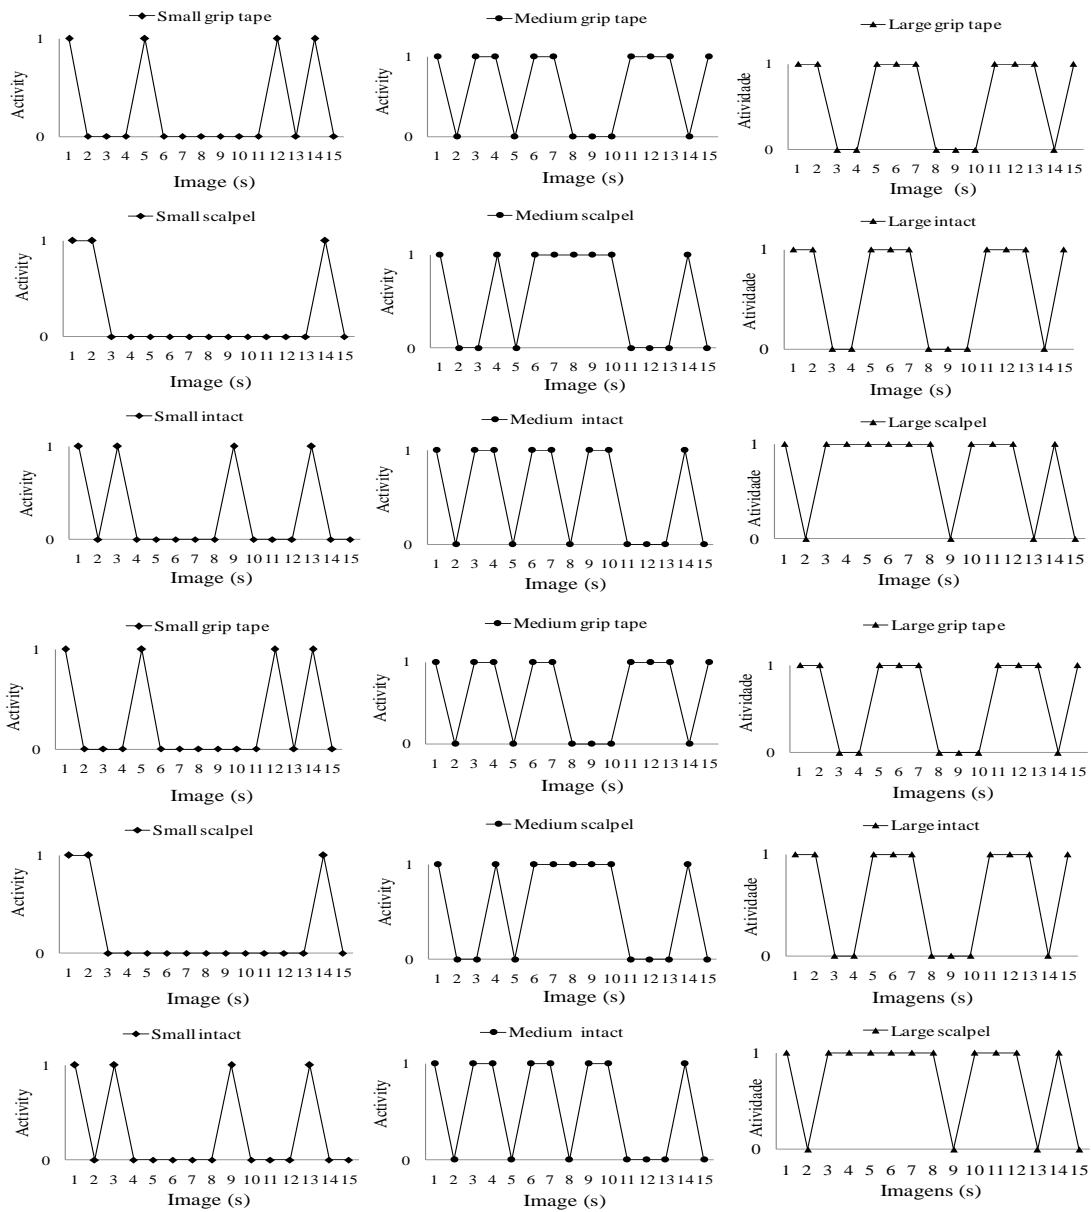 Small grip tape
Activity
1
0
1 2 3 4 5 6 7 8 9 10 11 12 13 14 15
Image (s)
Medium grip tape
Activity
1
0
1 2 3 4 5 6 7 8 9 10 11 12 13 14 15
Image (s)
Large grip tape
Atividade
1
0
1 2 3 4 5 6 7 8 9 10 11 12 13 14 15
Image (s)
Small scalpel
Activity
1
0
1 2 3 4 5 6 7 8 9 10 11 12 13 14 15
Image (s)
Medium scalpel
Activity
1
0
1 2 3 4 5 6 7 8 9 10 11 12 13 14 15
Image (s)
Large intact
Atividade
1
0
1 2 3 4 5 6 7 8 9 10 11 12 13 14 15
Image (s)
Small intact
Activity
1
0
1 2 3 4 5 6 7 8 9 10 11 12 13 14 15
Image (s)
Medium intact
Activity
1
0
1 2 3 4 5 6 7 8 9 10 11 12 13 14 15
Image (s)
Large scalpel
Atividade
1
0
1 2 3 4 5 6 7 8 9 10 11 12 13 14 15
Image (s)
Small grip tape
Activity
1
0
1 2 3 4 5 6 7 8 9 10 11 12 13 14 15
Image (s)
Medium grip tape
Activity
1
0
1 2 3 4 5 6 7 8 9 10 11 12 13 14 15
Image (s)
Large grip tape
Atividade
1
0
1 2 3 4 5 6 7 8 9 10 11 12 13 14 15
Imagens (s)
Small scalpel
Activity
1
0
1 2 3 4 5 6 7 8 9 10 11 12 13 14 15
Image (s)
Medium scalpel
Activity
1
0
1 2 3 4 5 6 7 8 9 10 11 12 13 14 15
Image (s)
Large intact
Atividade
1
0
1 2 3 4 5 6 7 8 9 10 11 12 13 14 15
Imagens (s)
Small intact
Activity
1
0
1 2 3 4 5 6 7 8 9 10 11 12 13 14 15
Image (s)
Medium intact
Activity
1
0
1 2 3 4 5 6 7 8 9 10 11 12 13 14 15
Image (s)
Large scalpel
Atividade
1
0
1 2 3 4 5 6 7 8 9 10 11 12 13 14 15
Imagens (s)